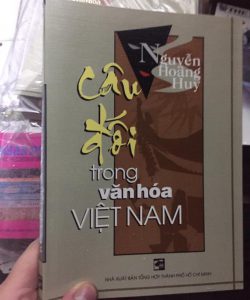 Nguyễn
Hoàng
Huy
câu
đối
trong
văn hóa
VIỆT NAM
NHÀ XUẤT BẢN TỔNG HỢP THÀNH PHỐ HỒ CHÍ MINH